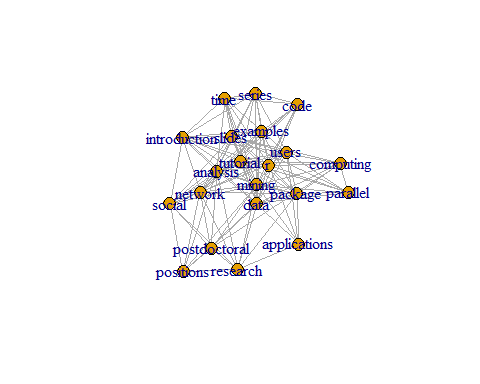 time
series
code
introduction
slides
examples
users
tutorial
r
computing
analysis
mining
network
package
parallel
social
data
postdoctoral
applications
positions
research